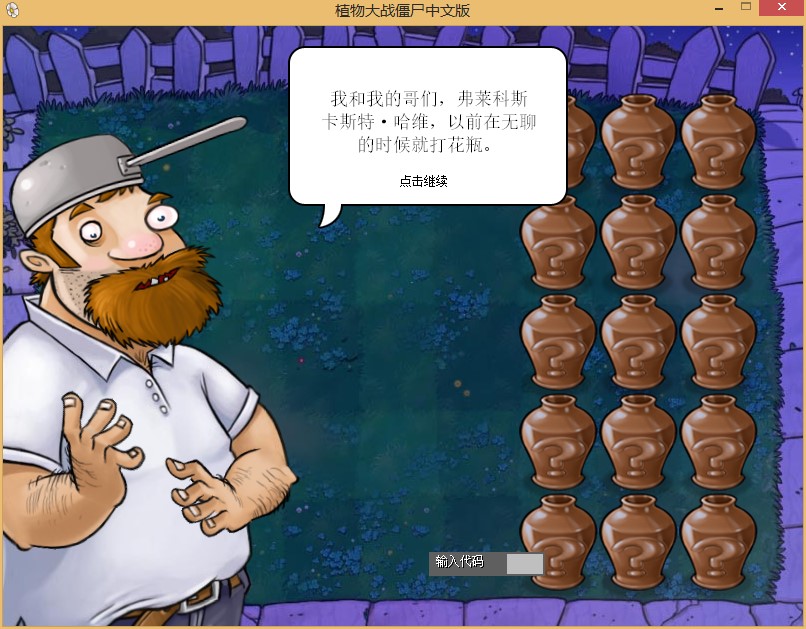 植物大战僵尸中文版
我和我的哥们，弗莱科斯
卡斯特·哈维，以前在无聊
的时候就打花瓶。
点击继续
输入代码